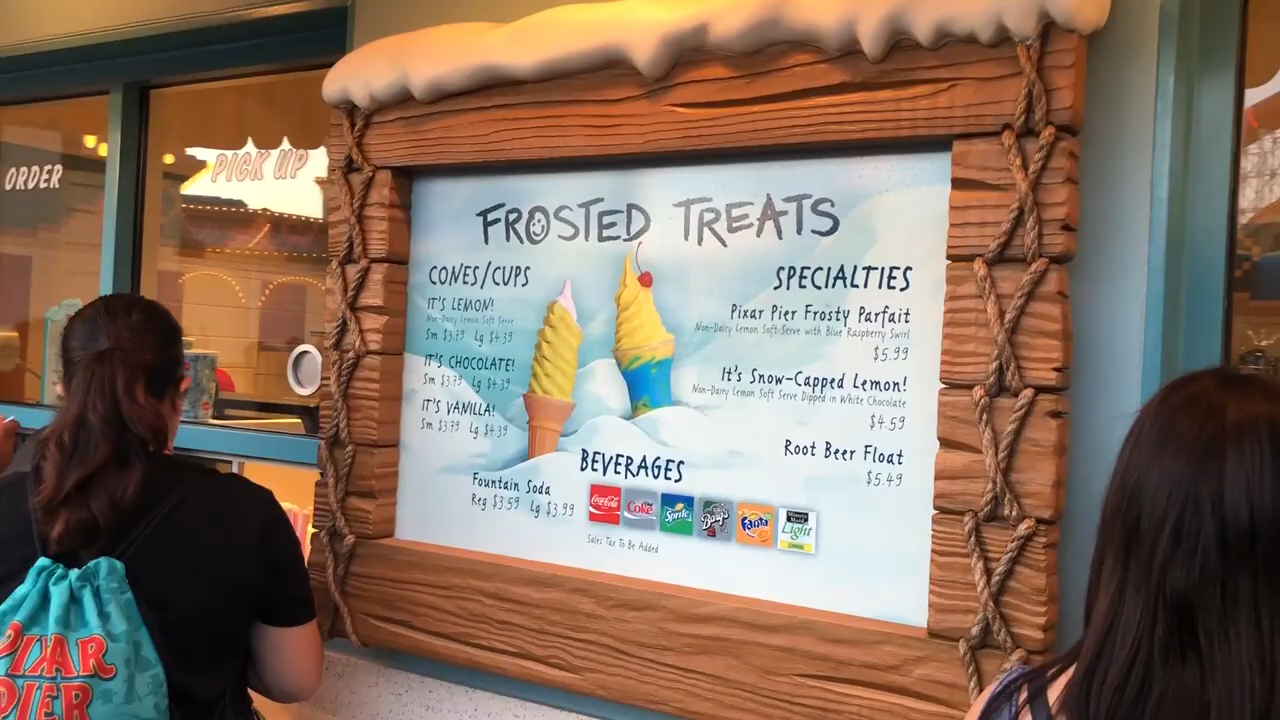 ORDER
PICK UP
FROSTED TREATS
CONES/CUPS
IT'S LEMON!
Non-Dairy Lemon Soft Serve
Sm $3.79 Lg $4.39
IT'S CHOCOLATE!
Sm $3.79 Lg $4.39
IT'S VANILLA!
Sm $3.79 Lg $4.39
SPECIALTIES
Pixar Pier Frosty Parfait
Non-Dairy Lemon Soft Serve with Blue Raspberry Swirl
$5.99
It's Snow-Capped Lemon!
Non-Dairy Lemon Soft Serve Dipped in White Chocolate
$4.59
Root Beer Float
$5.49
BEVERAGES
Fountain Soda
Reg $3.59 Lg $3.99
Coca-Cola
Coke
Sprite
Barq's
Fanta
Minute
Maid
Light
Sales Tax To Be Added
PIXAR
PIER